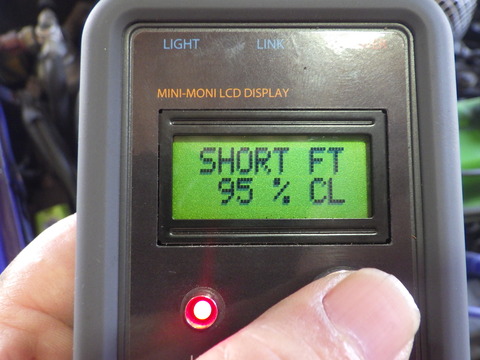 LIGHT LINK
MINI-MONI LCD DISPLAY
SHORT FT
95 % CL